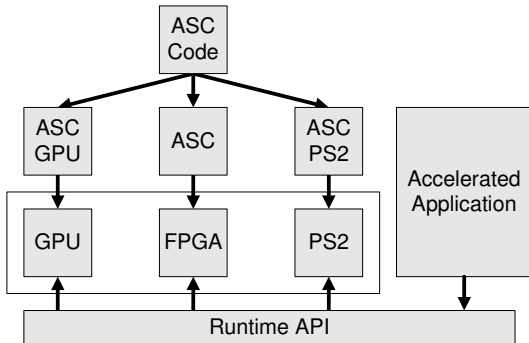 ASC
Code
ASC
GPU
ASC
ASC
PS2
Accelerated
Application
GPU
FPGA
PS2
Runtime API